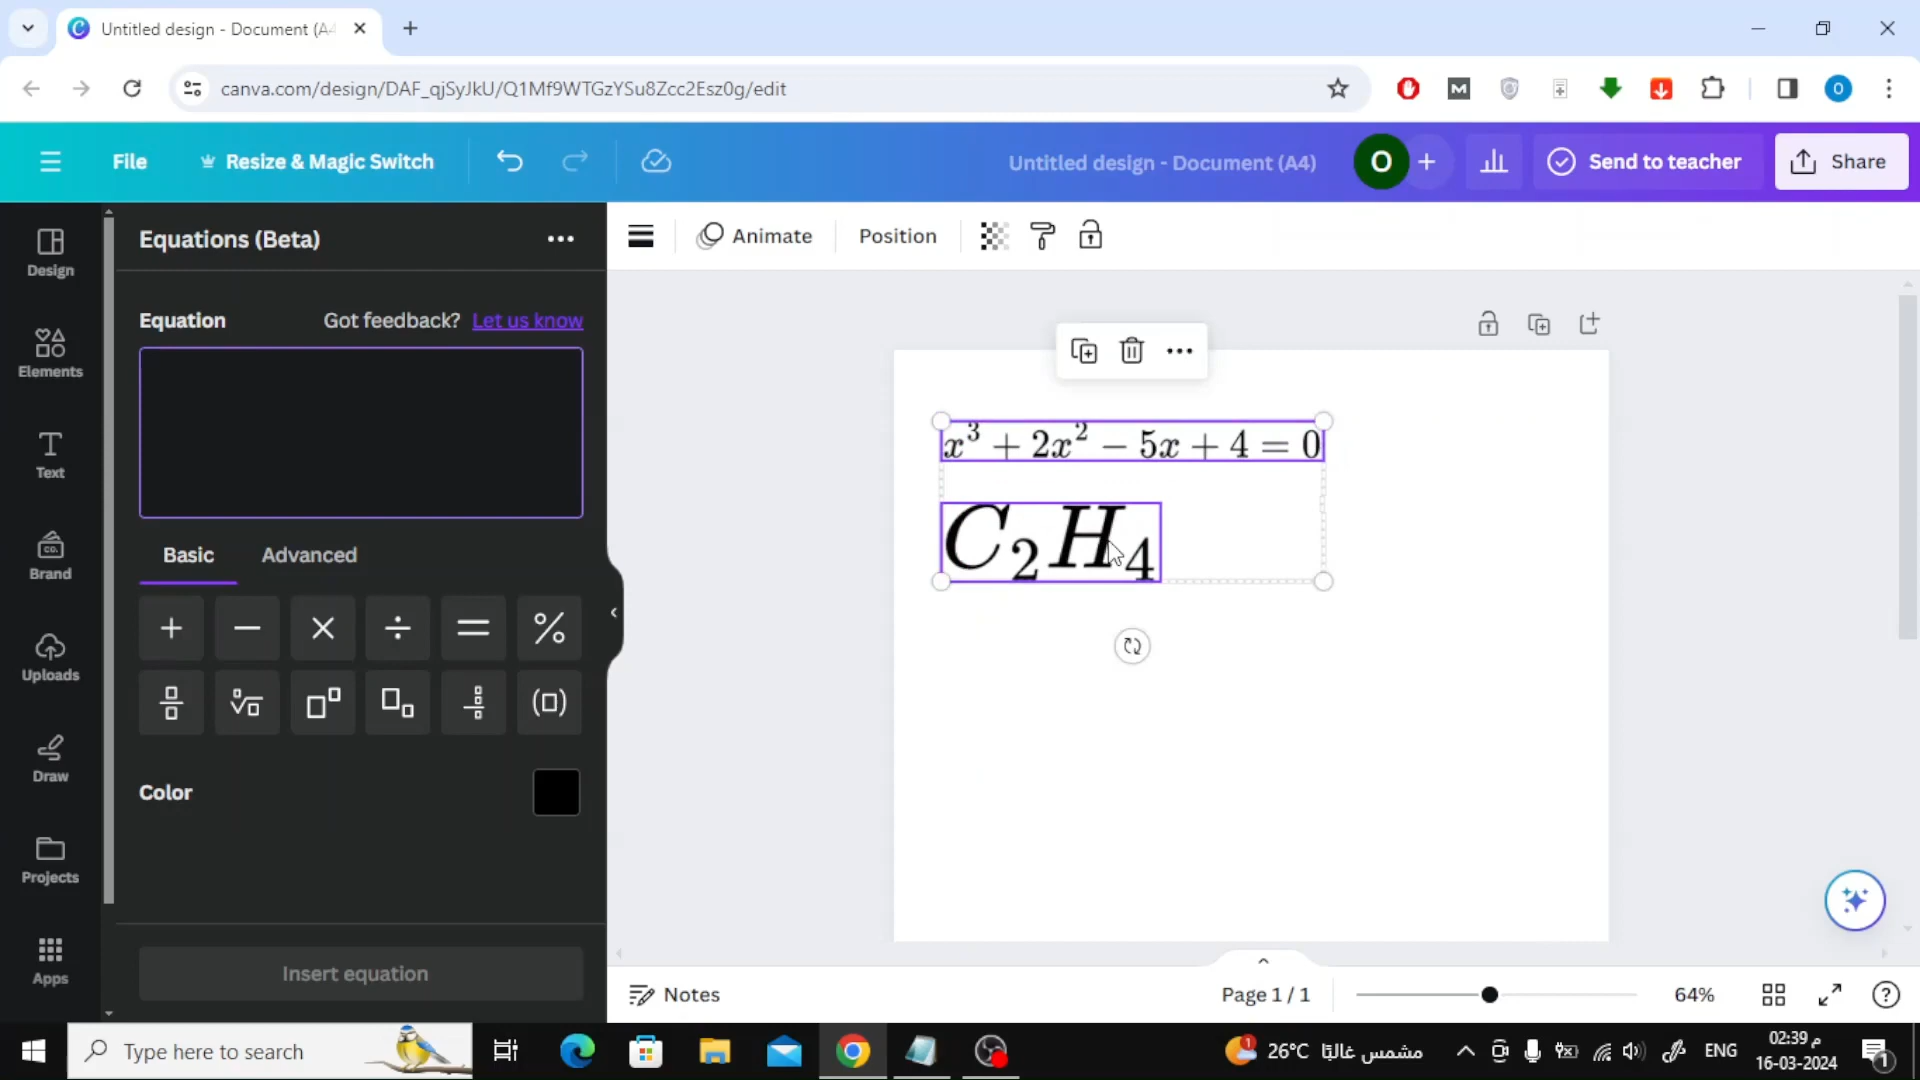 Untitled design - Document (A4
canva.com/design/DAF_qjSyJkU/Q1Mf9WTGzYSu8Zcc2Esz0g/edit
File
Resize & Magic Switch
Untitled design - Document (A4)
O
Send to teacher
Share
Design
Elements
Text
Brand
Uploads
Draw
Projects
Apps
Equations (Beta)
Equation
Got feedback? Let us know
Basic
Advanced
+ − × ÷ = %
Color
Insert equation
Animate
Position
x³ + 2x² − 5x + 4 = 0
C₂H₄
Notes
Page 1 / 1
64%
Type here to search
26°C مشمس غالبًا
ENG
02:39 م
16-03-2024